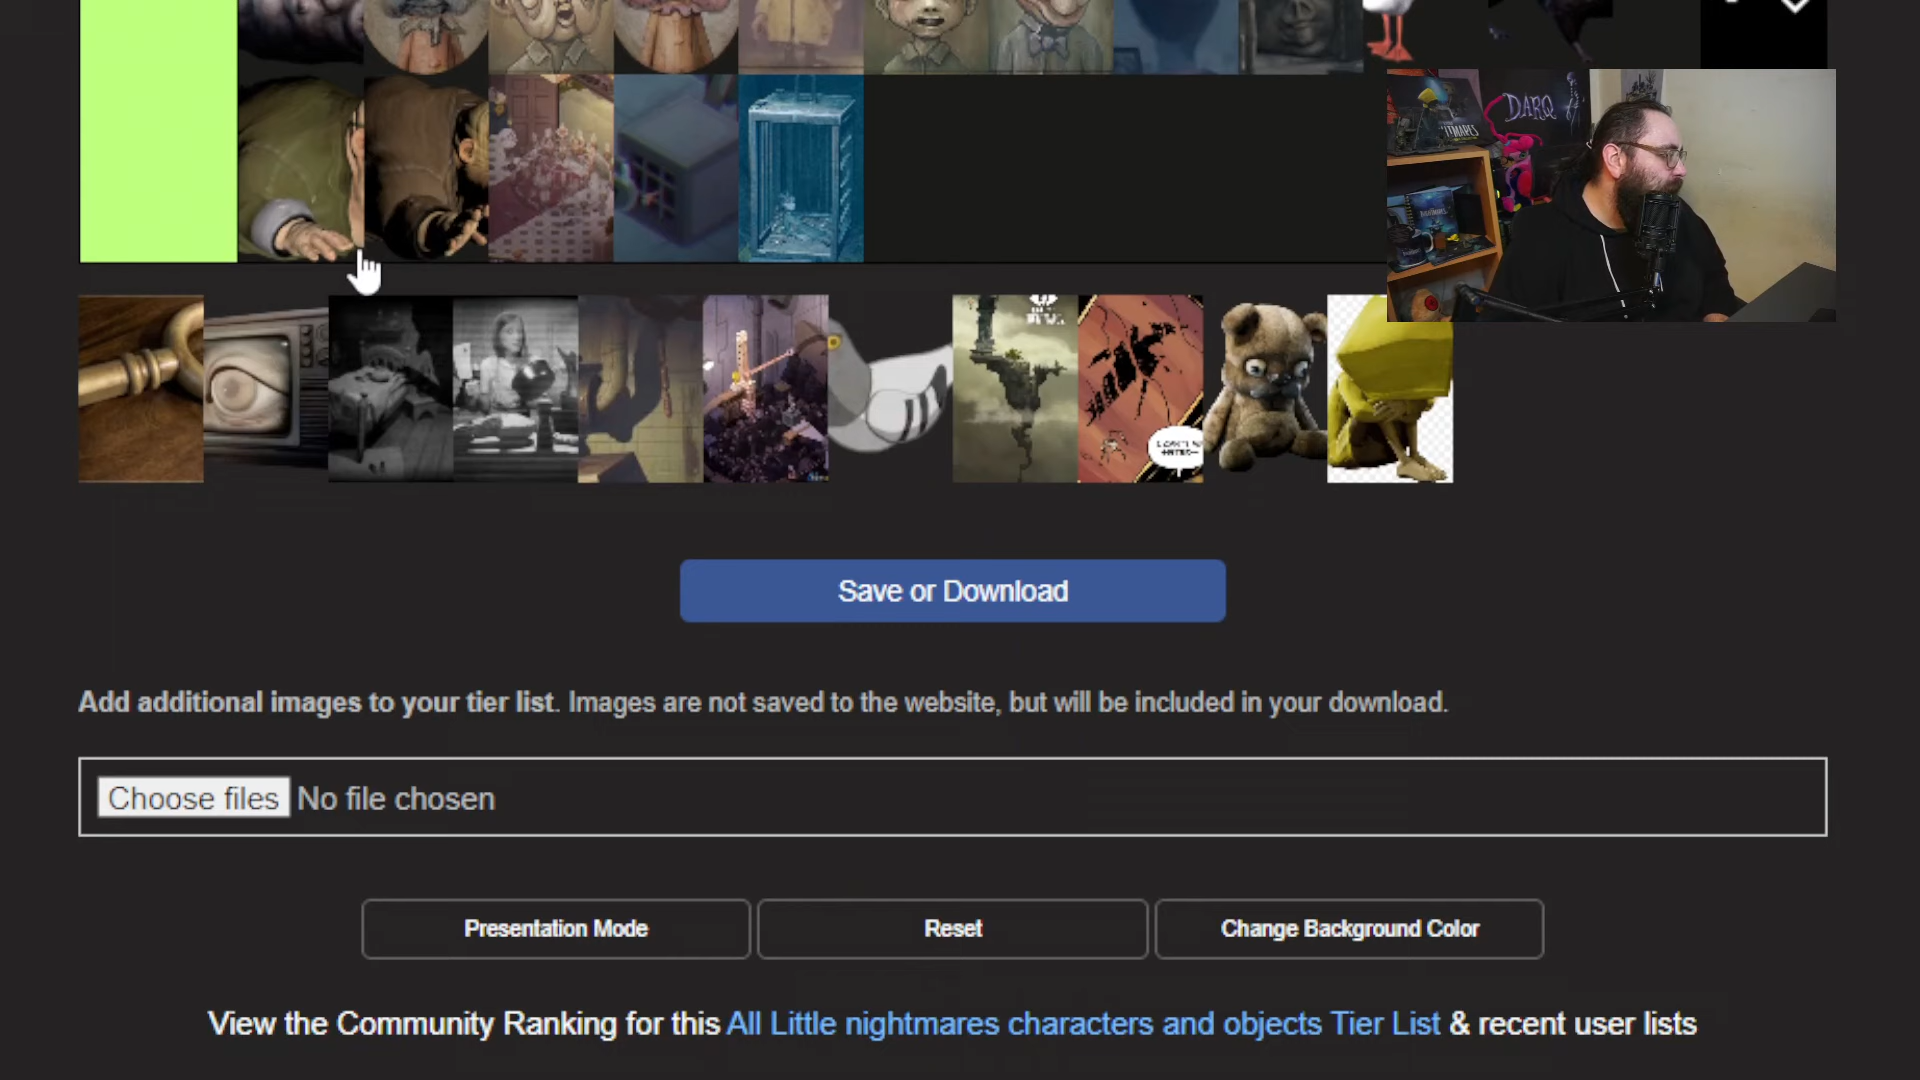 DARQ
Save or Download
Add additional images to your tier list. Images are not saved to the website, but will be included in your download.
Choose files No file chosen
Presentation Mode
Reset
Change Background Color
View the Community Ranking for this All Little nightmares characters and objects Tier List & recent user lists